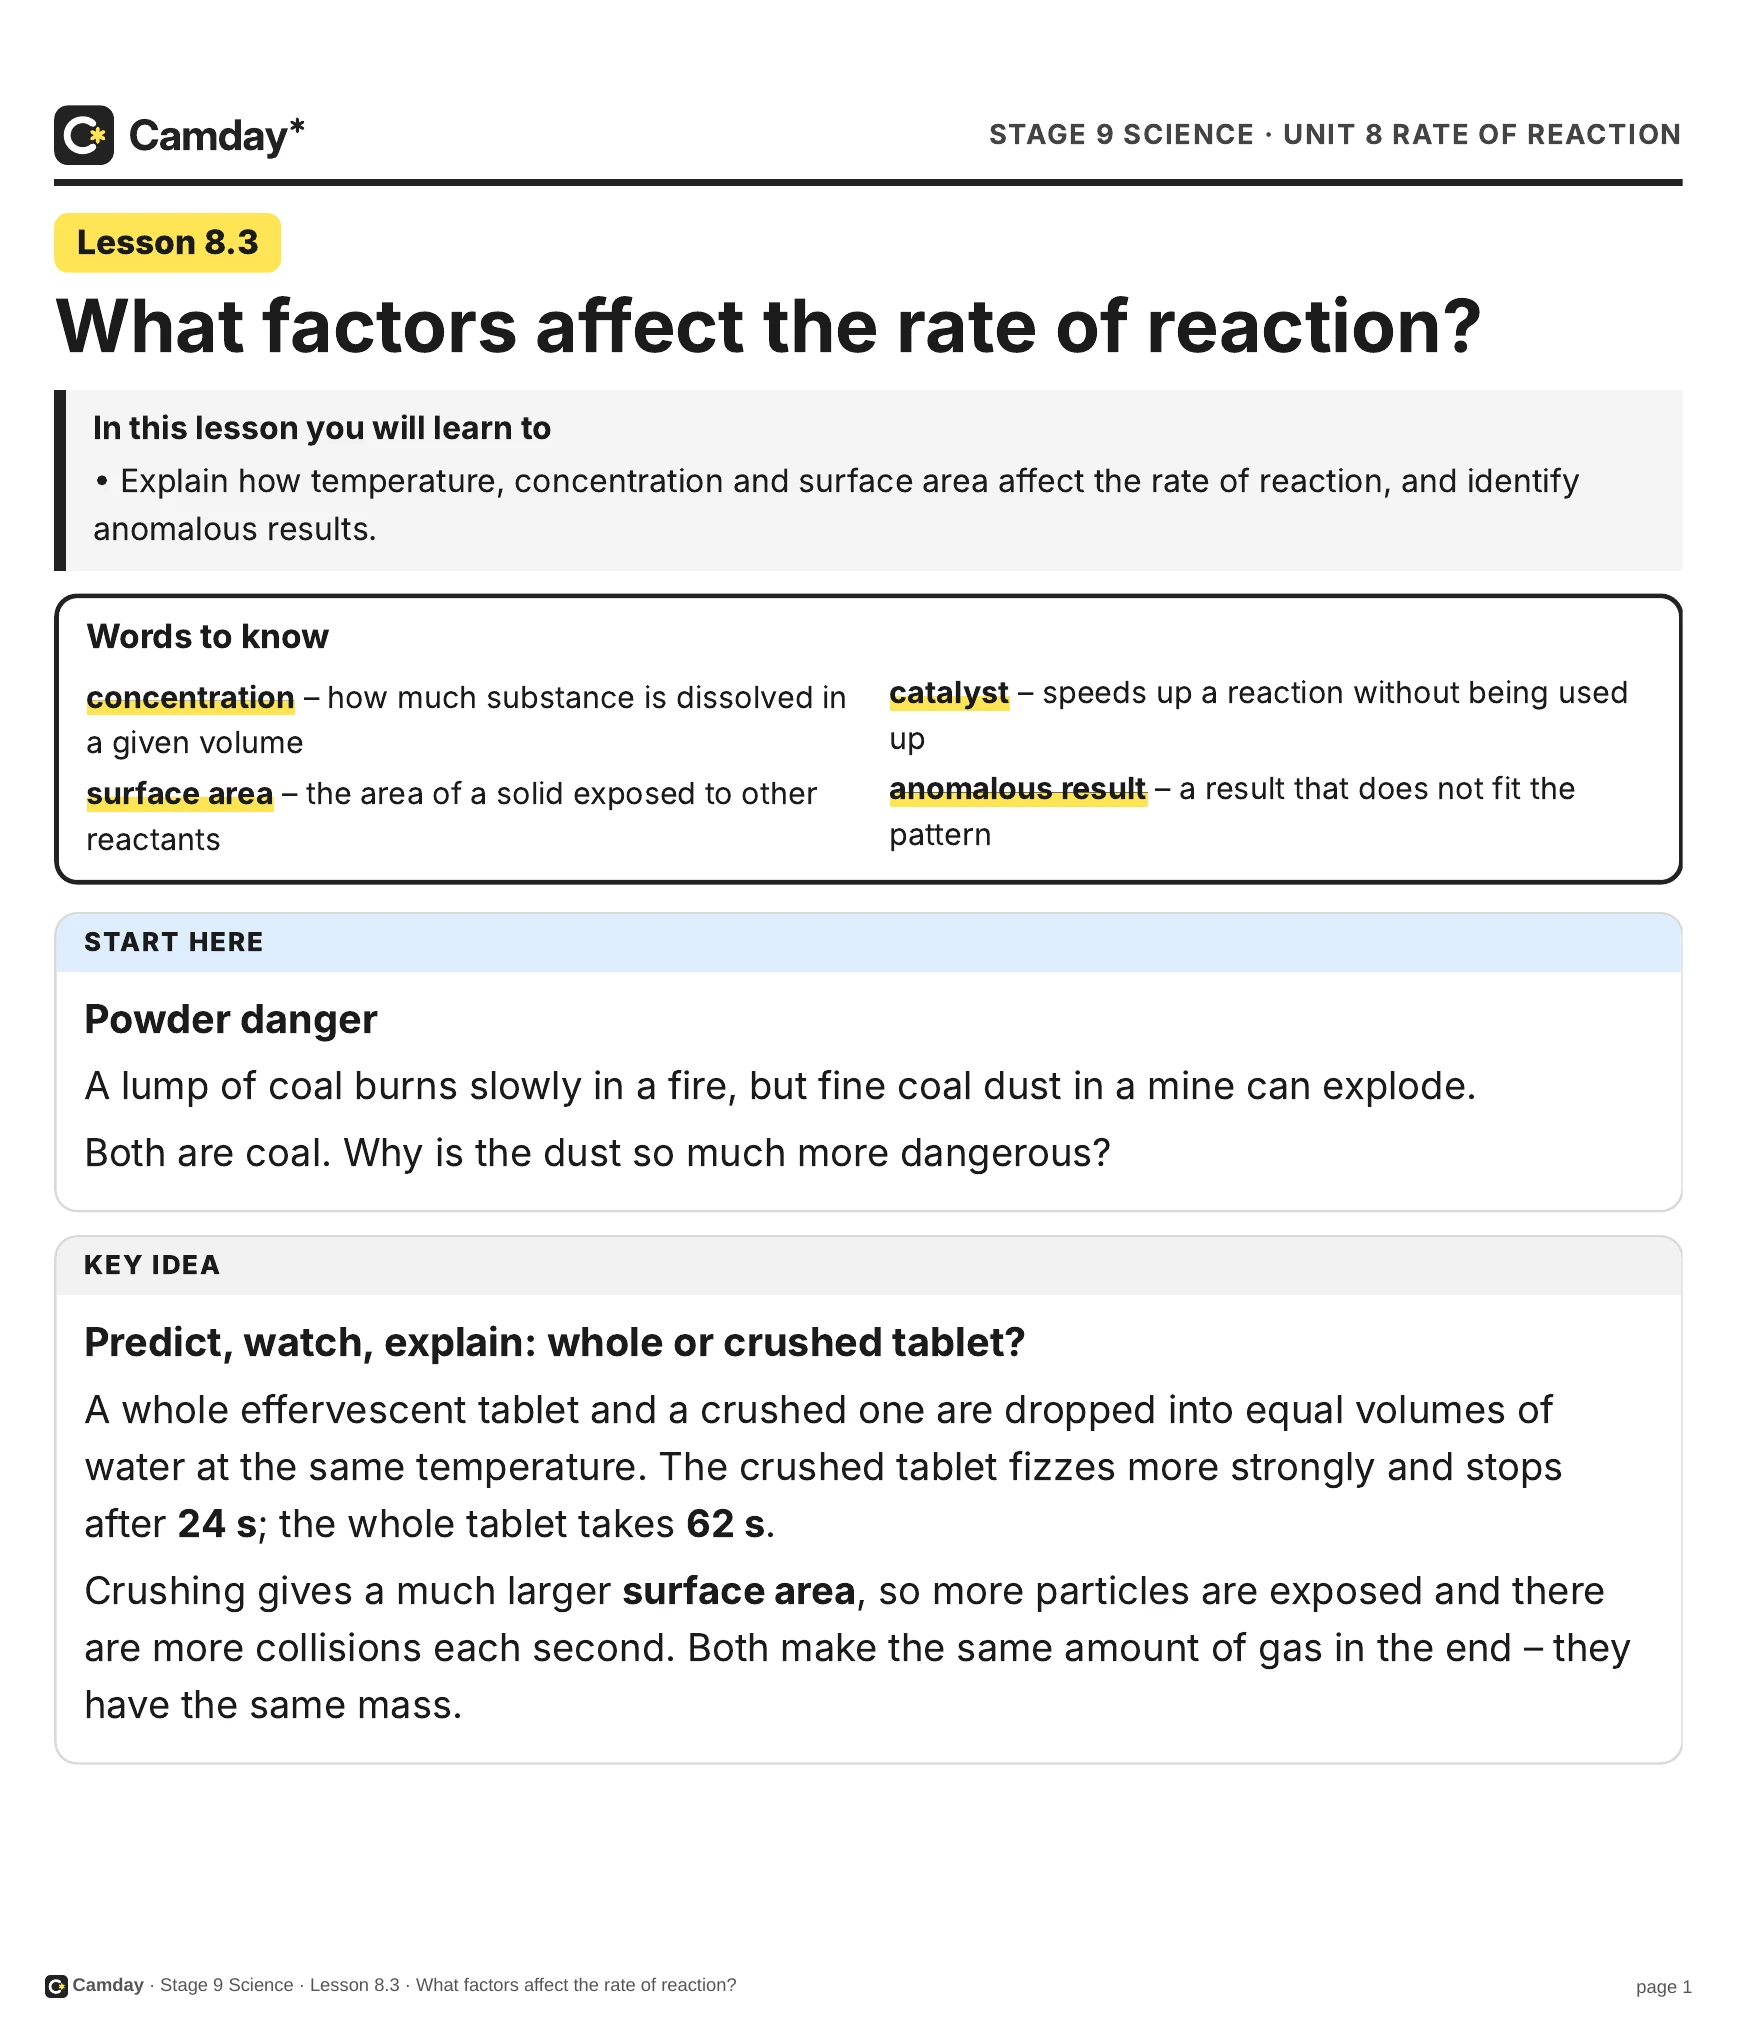 Camday*
STAGE 9 SCIENCE · UNIT 8 RATE OF REACTION
Lesson 8.3
What factors affect the rate of reaction?
In this lesson you will learn to
• Explain how temperature, concentration and surface area affect the rate of reaction, and identify
anomalous results.
Words to know
concentration – how much substance is dissolved in
a given volume
surface area – the area of a solid exposed to other
reactants
catalyst – speeds up a reaction without being used
up
anomalous result – a result that does not fit the
pattern
START HERE
Powder danger
A lump of coal burns slowly in a fire, but fine coal dust in a mine can explode.
Both are coal. Why is the dust so much more dangerous?
KEY IDEA
Predict, watch, explain: whole or crushed tablet?
A whole effervescent tablet and a crushed one are dropped into equal volumes of
water at the same temperature. The crushed tablet fizzes more strongly and stops
after 24 s; the whole tablet takes 62 s.
Crushing gives a much larger surface area, so more particles are exposed and there
are more collisions each second. Both make the same amount of gas in the end – they
have the same mass.
Camday · Stage 9 Science · Lesson 8.3 · What factors affect the rate of reaction?
page 1